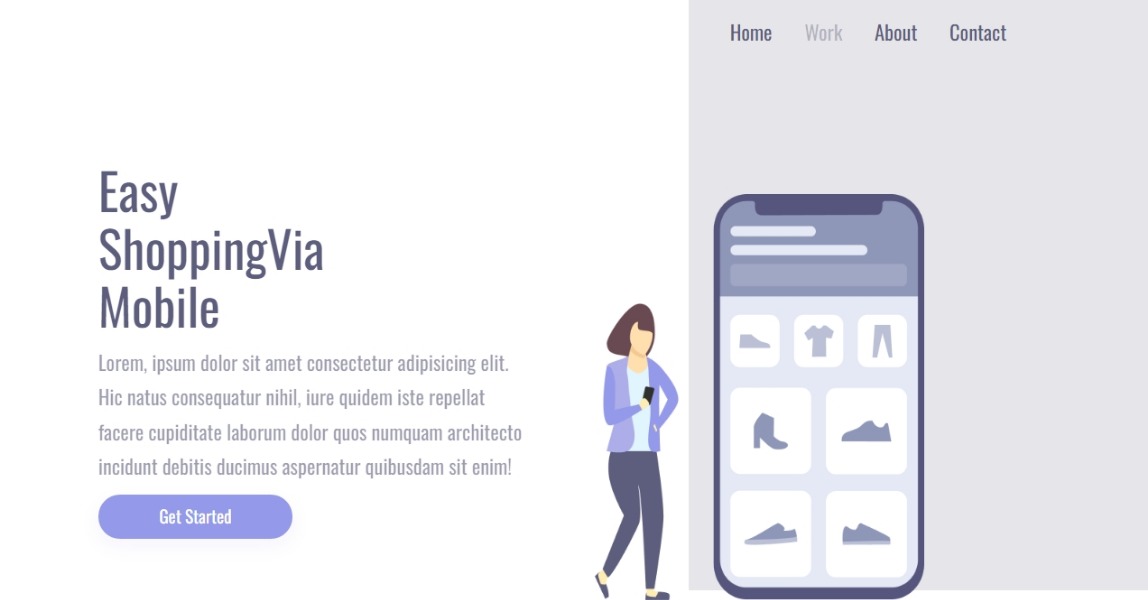 Home Work About Contact
Easy
ShoppingVia
Mobile
Lorem, ipsum dolor sit amet consectetur adipisicing elit.
Hic natus consequatur nihil, iure quidem iste repellat
facere cupiditate laborum dolor quos numquam architecto
incidunt debitis ducimus aspernatur quibusdam sit enim!
Get Started